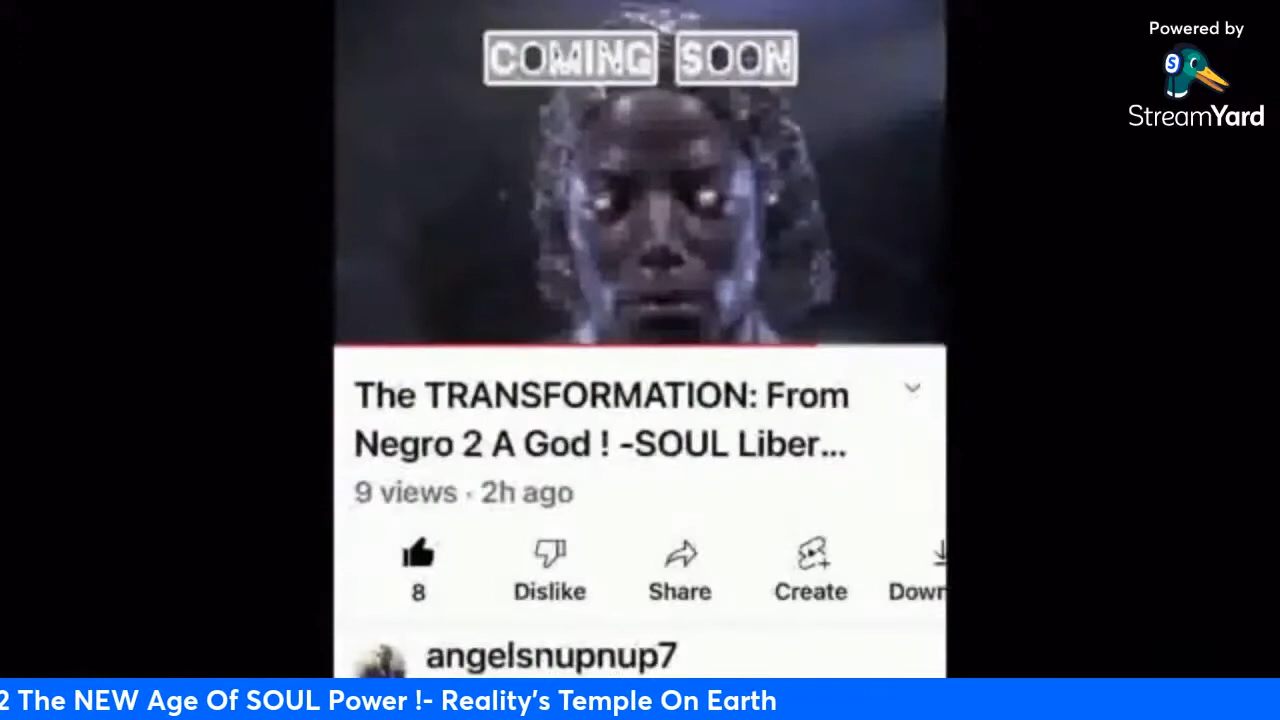 COMING SOON
Powered by
S
StreamYard
The TRANSFORMATION: From
Negro 2 A God ! -SOUL Liber...
9 views · 2h ago
8 Dislike Share Create Down
angelsnupnup7
2 The NEW Age Of SOUL Power !- Reality's Temple On Earth